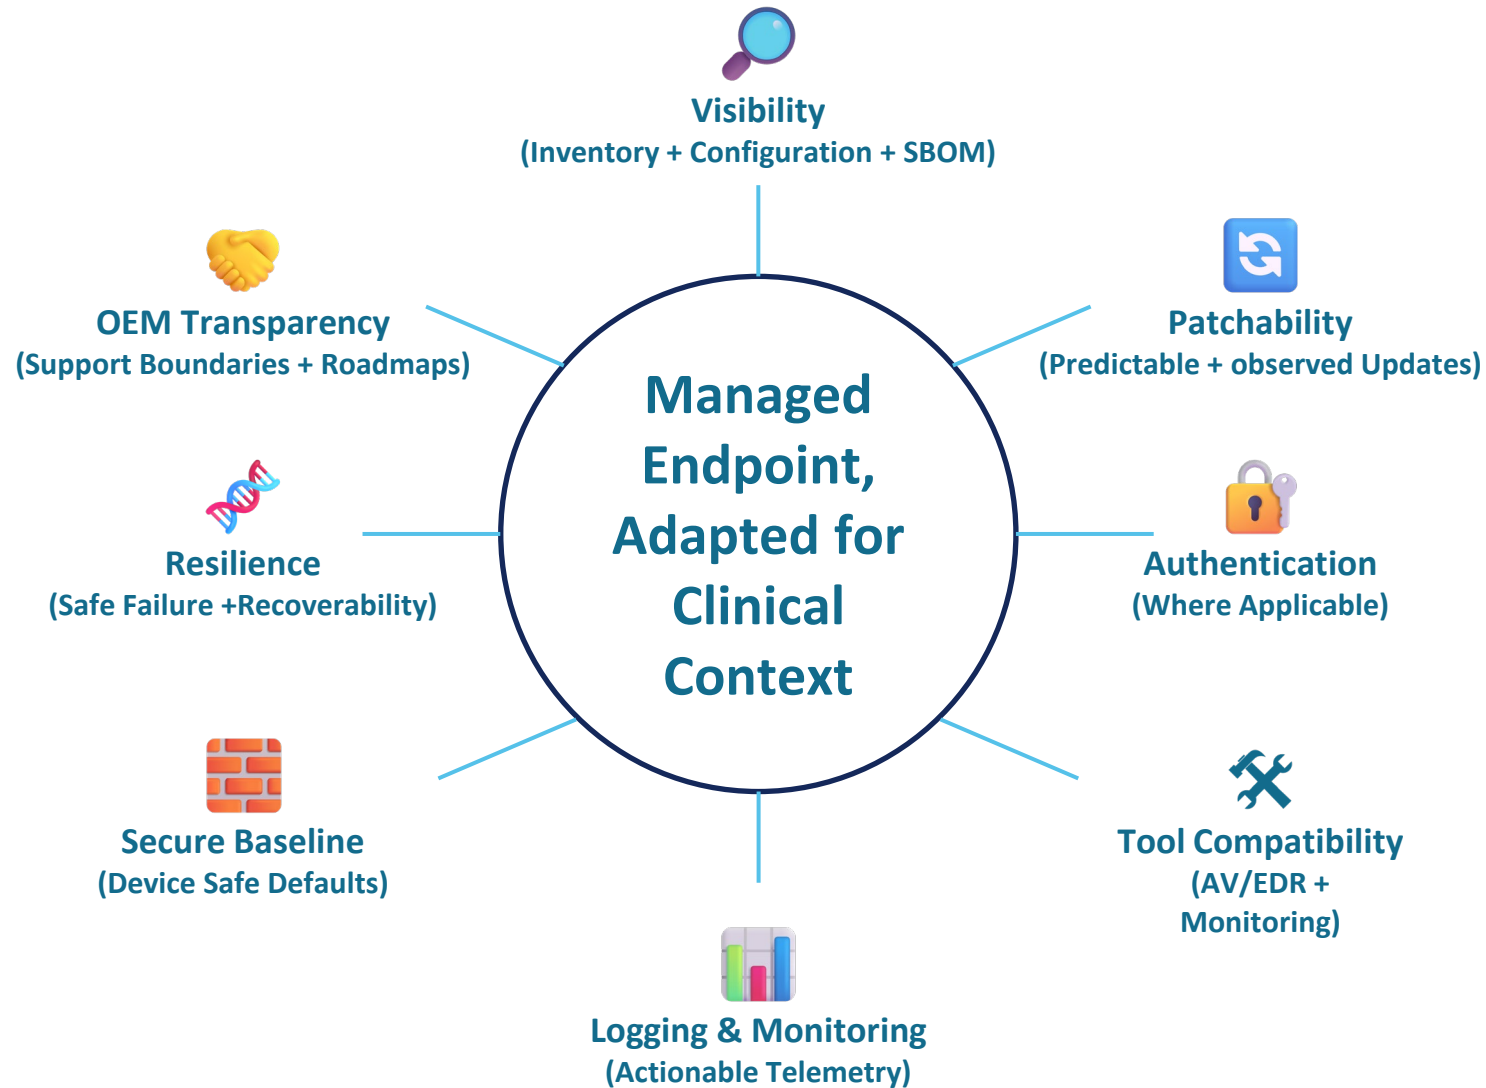 Visibility
(Inventory + Configuration + SBOM)
OEM Transparency
(Support Boundaries + Roadmaps)
Patchability
(Predictable + observed Updates)
Managed
Endpoint,
Adapted for
Clinical
Context
Resilience
(Safe Failure +Recoverability)
Authentication
(Where Applicable)
Secure Baseline
(Device Safe Defaults)
Tool Compatibility
(AV/EDR +
Monitoring)
Logging & Monitoring
(Actionable Telemetry)